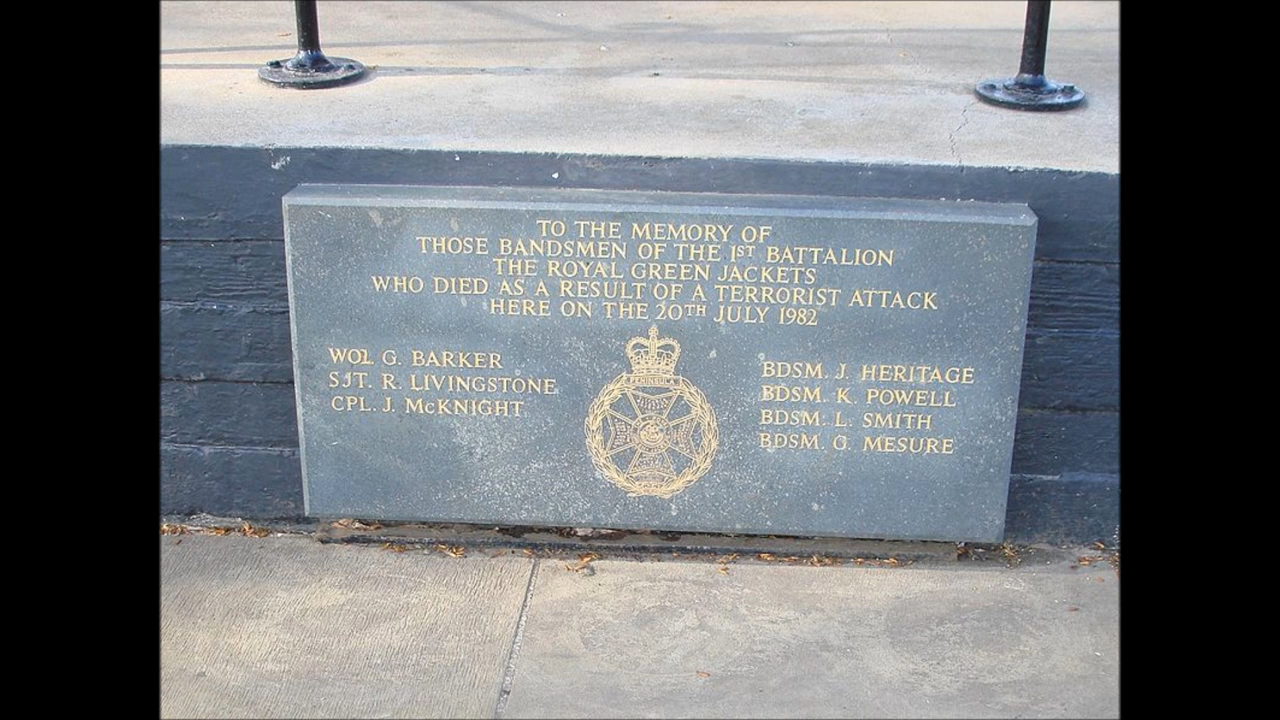 TO THE MEMORY OF
THOSE BANDSMEN OF THE 1ST BATTALION
THE ROYAL GREEN JACKETS
WHO DIED AS A RESULT OF A TERRORIST ATTACK
HERE ON THE 20TH JULY 1982
WO2. G. BARKER
SJT. R. LIVINGSTONE
CPL. J. McKNIGHT
PENINSULA
BDSM. J. HERITAGE
BDSM. K. POWELL
BDSM. L. SMITH
BDSM. G. MESURE